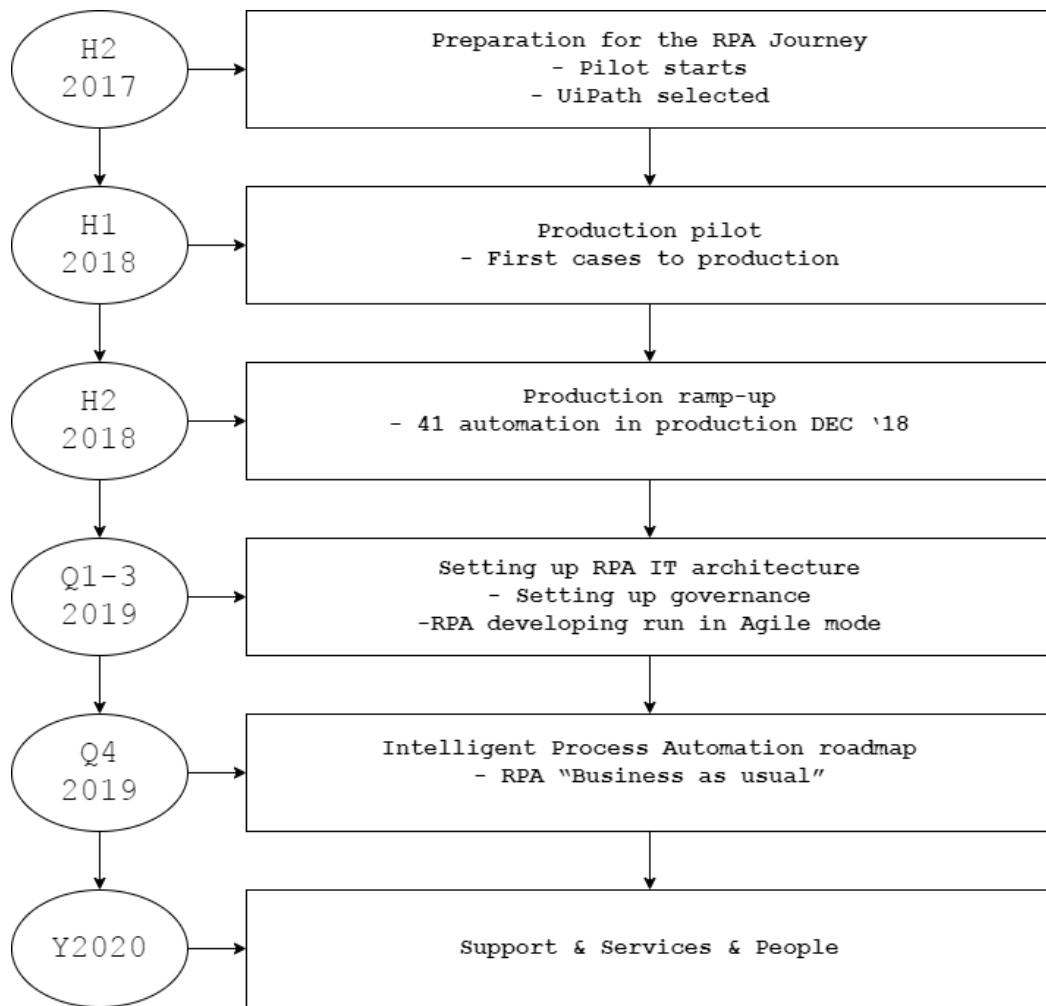 H2
2017
Preparation for the RPA Journey
- Pilot starts
- UiPath selected
H1
2018
Production pilot
- First cases to production
H2
2018
Production ramp-up
- 41 automation in production DEC ‘18
Q1-3
2019
Setting up RPA IT architecture
- Setting up governance
-RPA developing run in Agile mode
Q4
2019
Intelligent Process Automation roadmap
- RPA “Business as usual”
Y2020
Support & Services & People